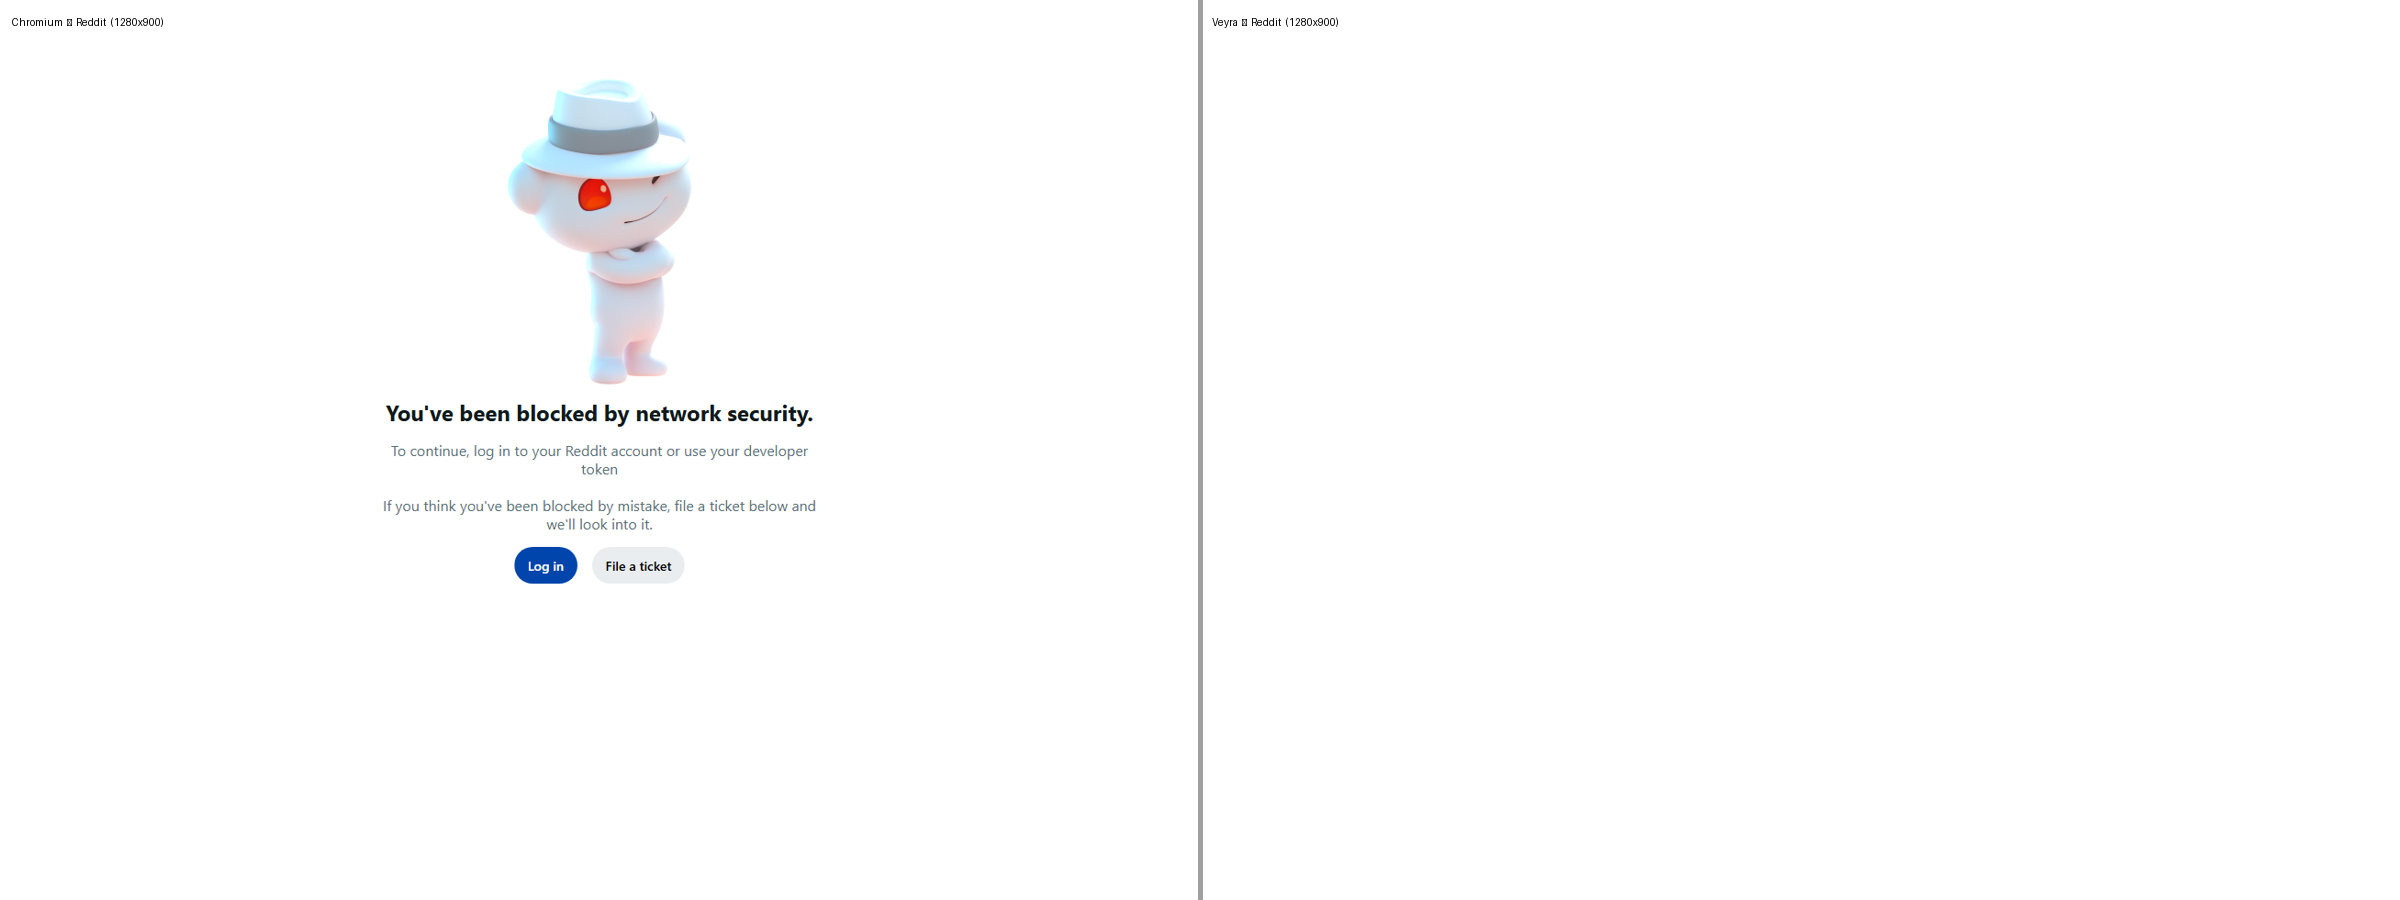 Chromium ▯ Reddit (1280x900)
Veyra ▯ Reddit (1280x900)
You've been blocked by network security.
To continue, log in to your Reddit account or use your developer
token
If you think you've been blocked by mistake, file a ticket below and
we'll look into it.
Log in
File a ticket